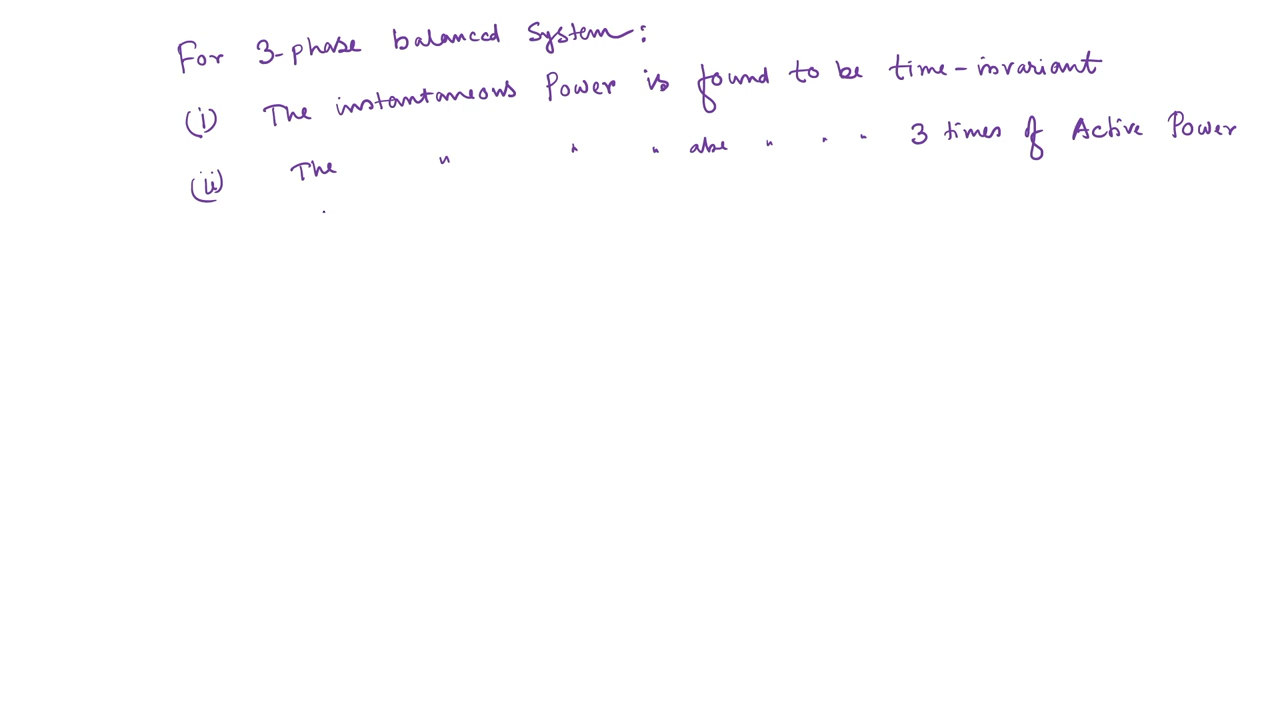 For 3-phase balanced System:
(i) The instantaneous Power is found to be time-invariant
(ii) The " " " also " " " 3 times of Active Power